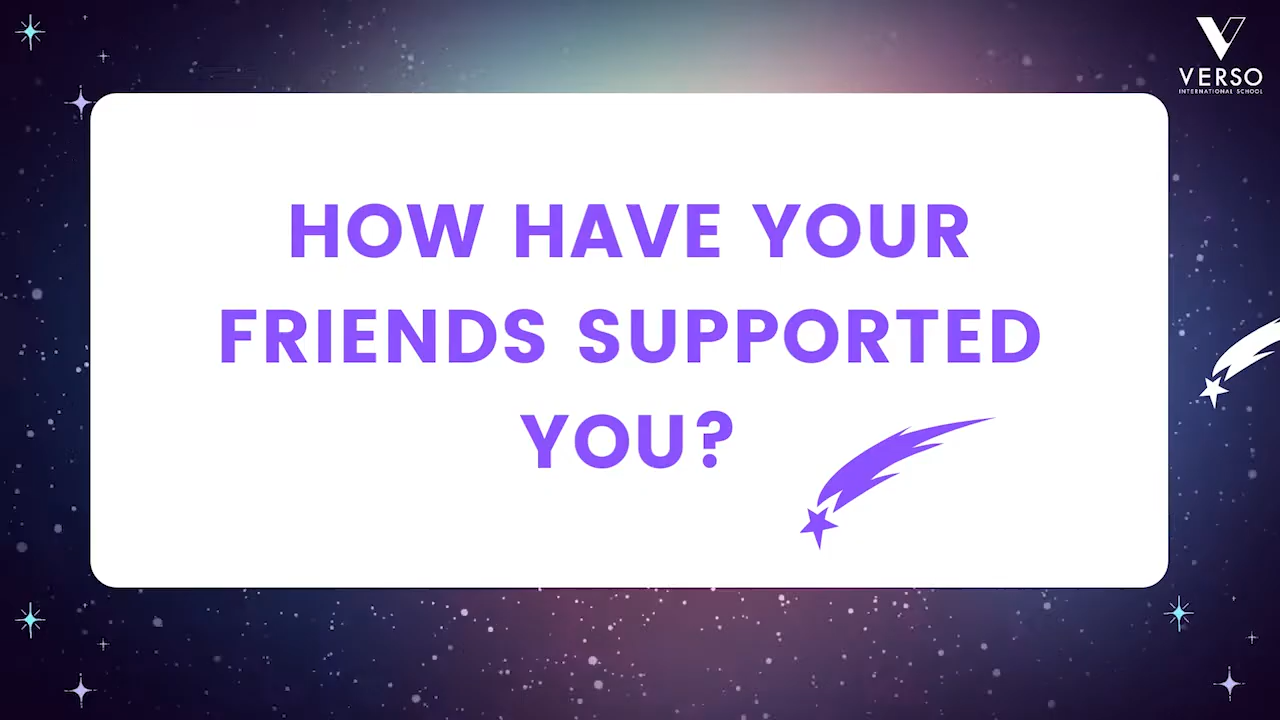 VERSO
INTERNATIONAL SCHOOL
HOW HAVE YOUR
FRIENDS SUPPORTED
YOU?